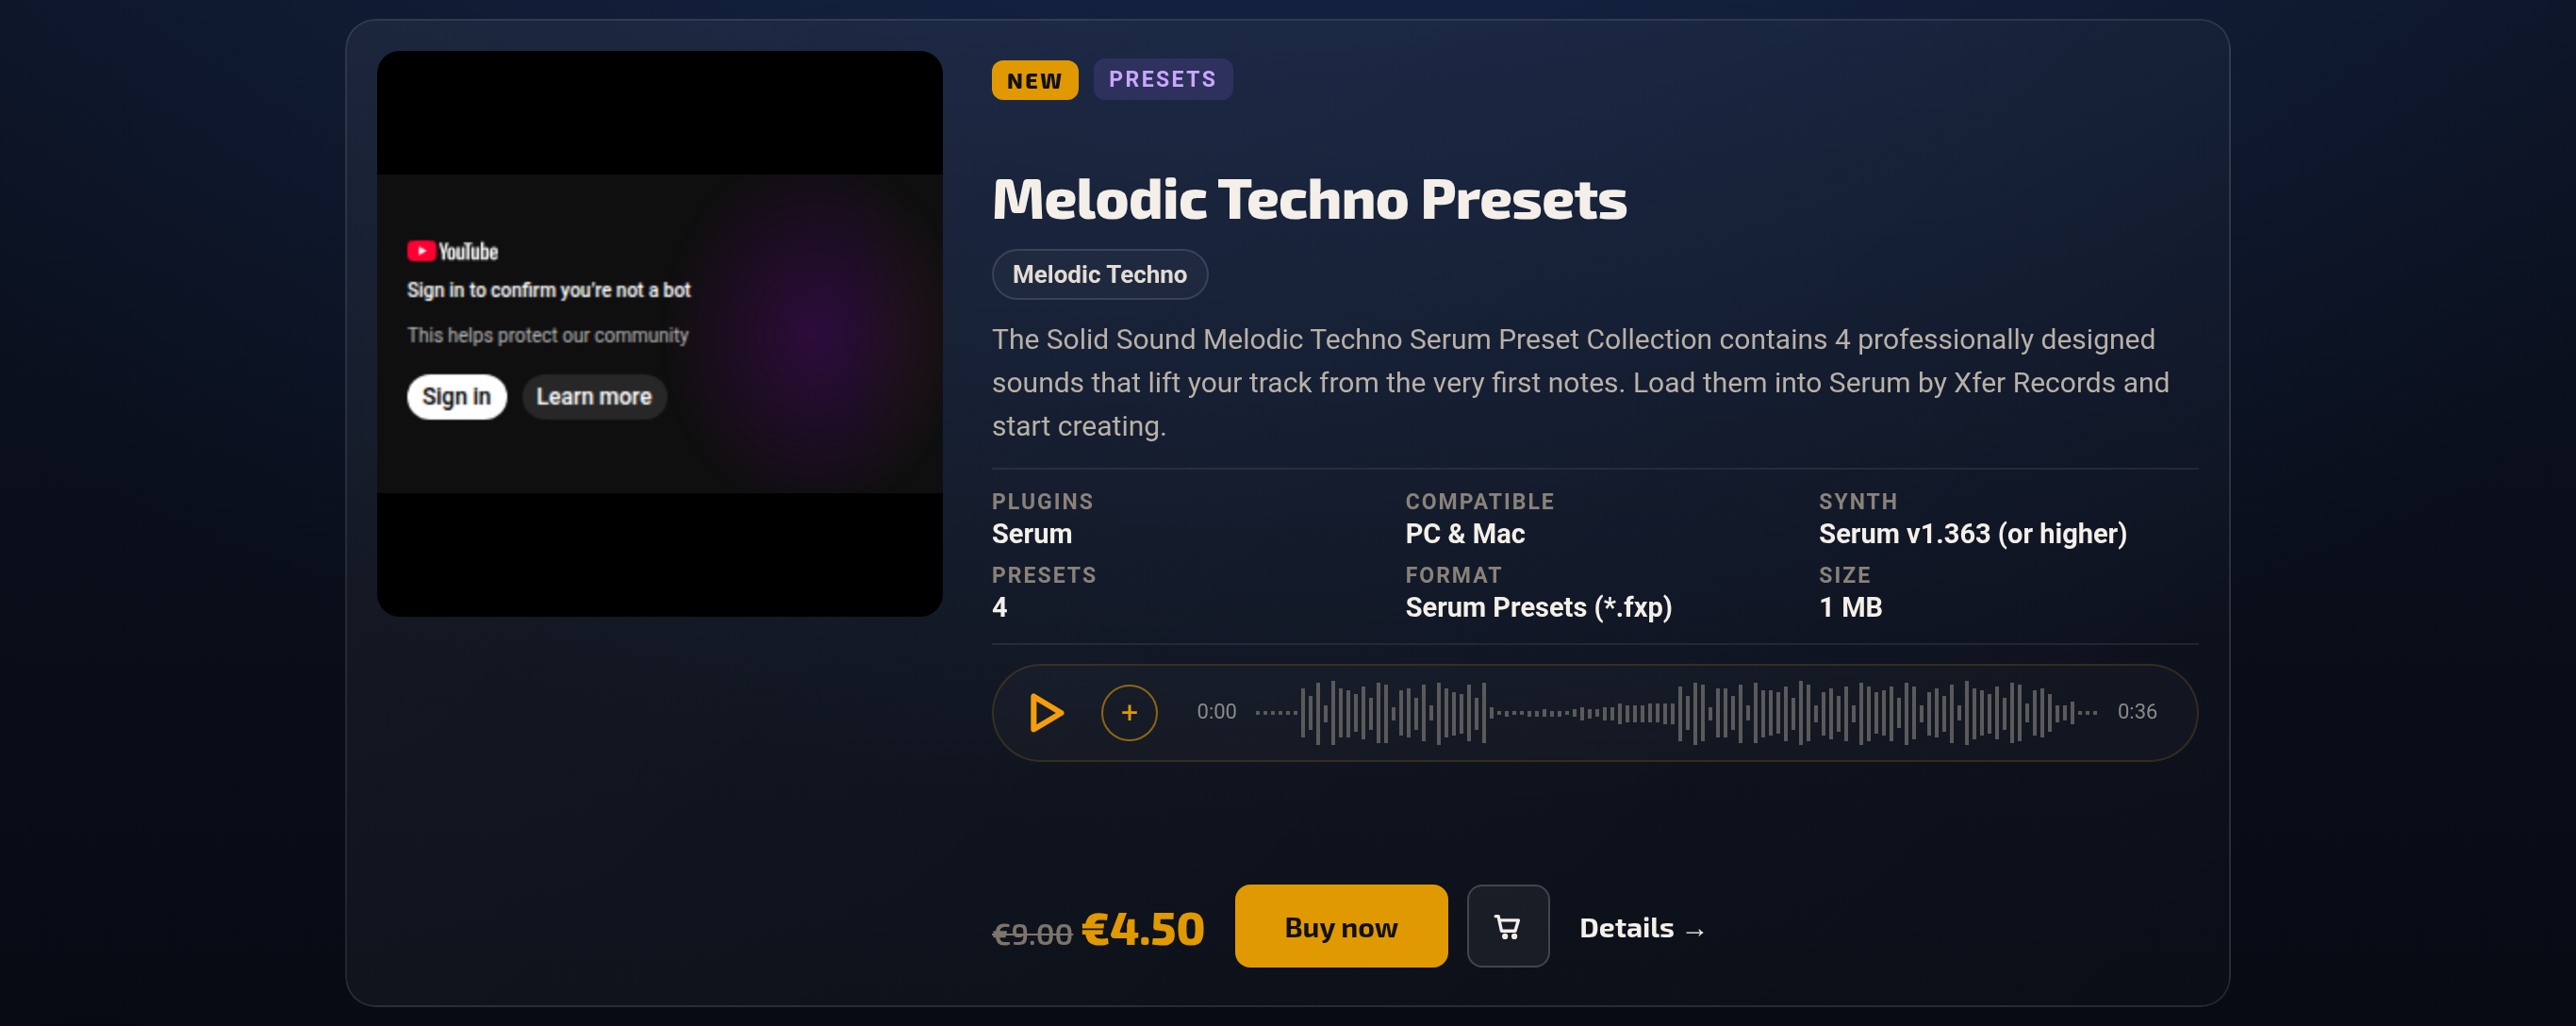 YouTube
Sign in to confirm you're not a bot
This helps protect our community
Sign in Learn more
NEW PRESETS
Melodic Techno Presets
Melodic Techno
The Solid Sound Melodic Techno Serum Preset Collection contains 4 professionally designed
sounds that lift your track from the very first notes. Load them into Serum by Xfer Records and
start creating.
PLUGINS COMPATIBLE SYNTH
Serum PC & Mac Serum v1.363 (or higher)
PRESETS FORMAT SIZE
4 Serum Presets (*.fxp) 1 MB
+ 0:00 0:36
€9.00 €4.50 Buy now Details →